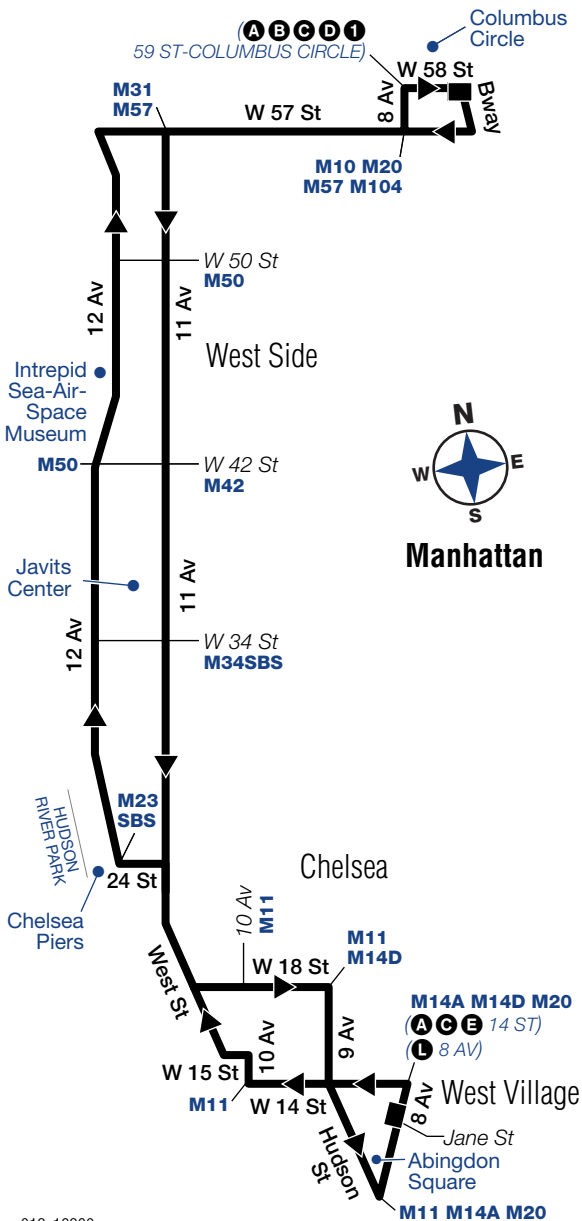 Columbus
Circle
(A B C D 1
59 ST-COLUMBUS CIRCLE)
W 58 St
8 Av
Bway
M31
M57
W 57 St
M10 M20
M57 M104
W 50 St
M50
12 Av
11 Av
West Side
Intrepid
Sea-Air-
Space
Museum
M50
W 42 St
M42
N
W
E
S
Manhattan
Javits
Center
11 Av
12 Av
W 34 St
M34SBS
M23
SBS
HUDSON
RIVER PARK
24 St
Chelsea
Piers
Chelsea
10 Av
M11
M11
M14D
West St
W 18 St
M14A M14D M20
(A C E 14 ST)
(L 8 AV)
10 Av
9 Av
W 15 St
M11
W 14 St
8 Av
West Village
Jane St
Hudson
St
Abingdon
Square
M11 M14A M20